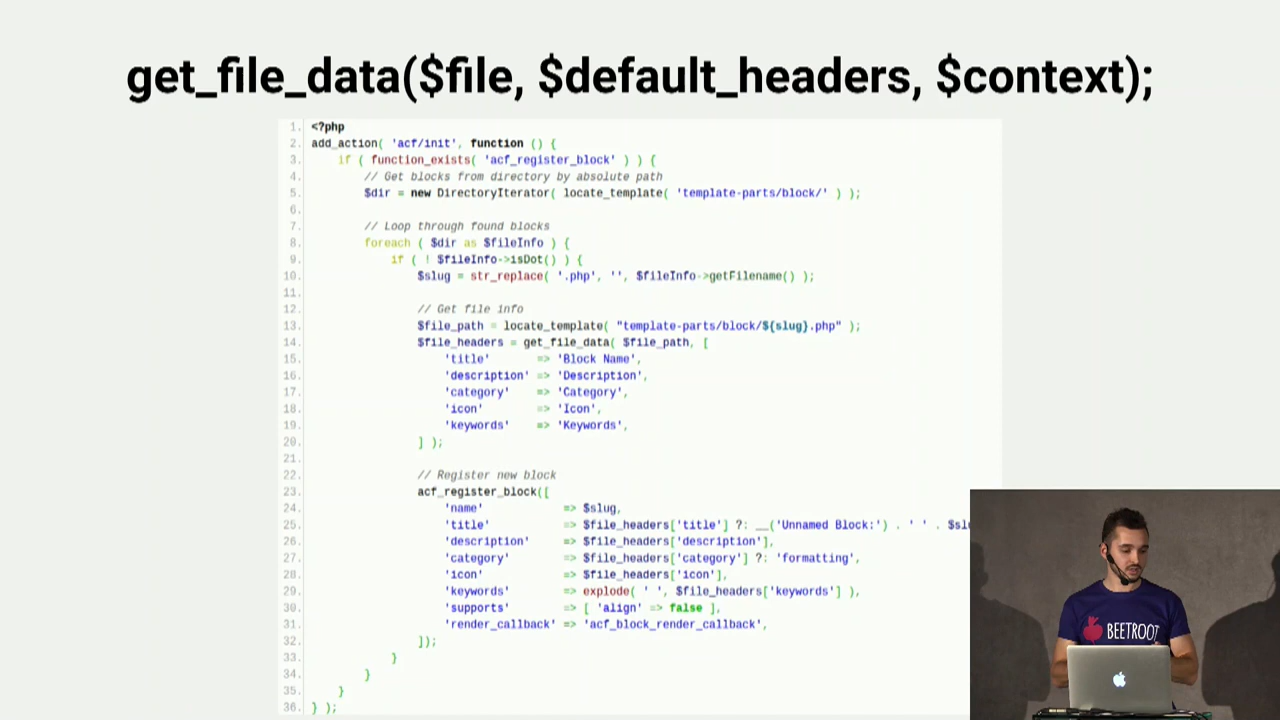 get_file_data($file, $default_headers, $context);
1. <?php
2. add_action( 'acf/init', function () {
3.     if ( function_exists( 'acf_register_block' ) ) {
4.         // Get blocks from directory by absolute path
5.         $dir = new DirectoryIterator( locate_template( 'template-parts/block/' ) );
6.
7.         // Loop through found blocks
8.         foreach ( $dir as $fileInfo ) {
9.             if ( ! $fileInfo->isDot() ) {
10.                 $slug = str_replace( '.php', '', $fileInfo->getFilename() );
11.
12.                 // Get file info
13.                 $file_path = locate_template( "template-parts/block/${slug}.php" );
14.                 $file_headers = get_file_data( $file_path, [
15.                     'title'       => 'Block Name',
16.                     'description' => 'Description',
17.                     'category'    => 'Category',
18.                     'icon'        => 'Icon',
19.                     'keywords'    => 'Keywords',
20.                 ] );
21.
22.                 // Register new block
23.                 acf_register_block([
24.                     'name'            => $slug,
25.                     'title'           => $file_headers['title'] ?: __('Unnamed Block:') . ' ' . $slu
26.                     'description'     => $file_headers['description'],
27.                     'category'        => $file_headers['category'] ?: 'formatting',
28.                     'icon'            => $file_headers['icon'],
29.                     'keywords'        => explode( ' ', $file_headers['keywords'] ),
30.                     'supports'        => [ 'align' => false ],
31.                     'render_callback' => 'acf_block_render_callback',
32.                 ]);
33.             }
34.         }
35.     }
36. } );
BEETROOT